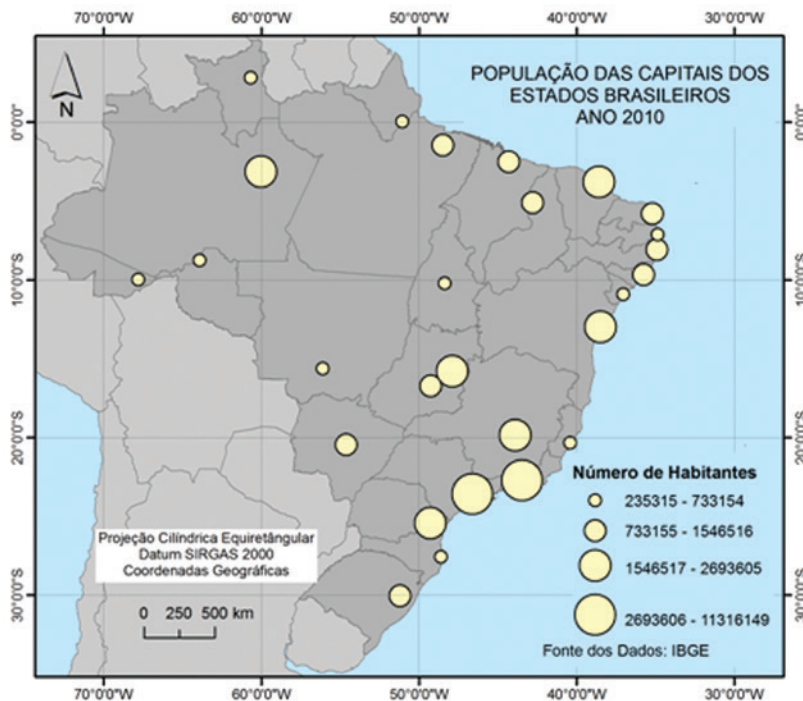 70°0'0"W 60°0'0"W 50°0'0"W 40°0'0"W 30°0'0"W
N
POPULAÇÃO DAS CAPITAIS DOS
ESTADOS BRASILEIROS
ANO 2010
0°0'0" 0°0'0"
10°0'0"S 10°0'0"S
20°0'0"S 20°0'0"S
30°0'0"S 30°0'0"S
Projeção Cilíndrica Equiretângular
Datum SIRGAS 2000
Coordenadas Geográficas
0 250 500 km
Número de Habitantes
235315 - 733154
733155 - 1546516
1546517 - 2693605
2693606 - 11316149
Fonte dos Dados: IBGE
70°0'0"W 60°0'0"W 50°0'0"W 40°0'0"W 30°0'0"W